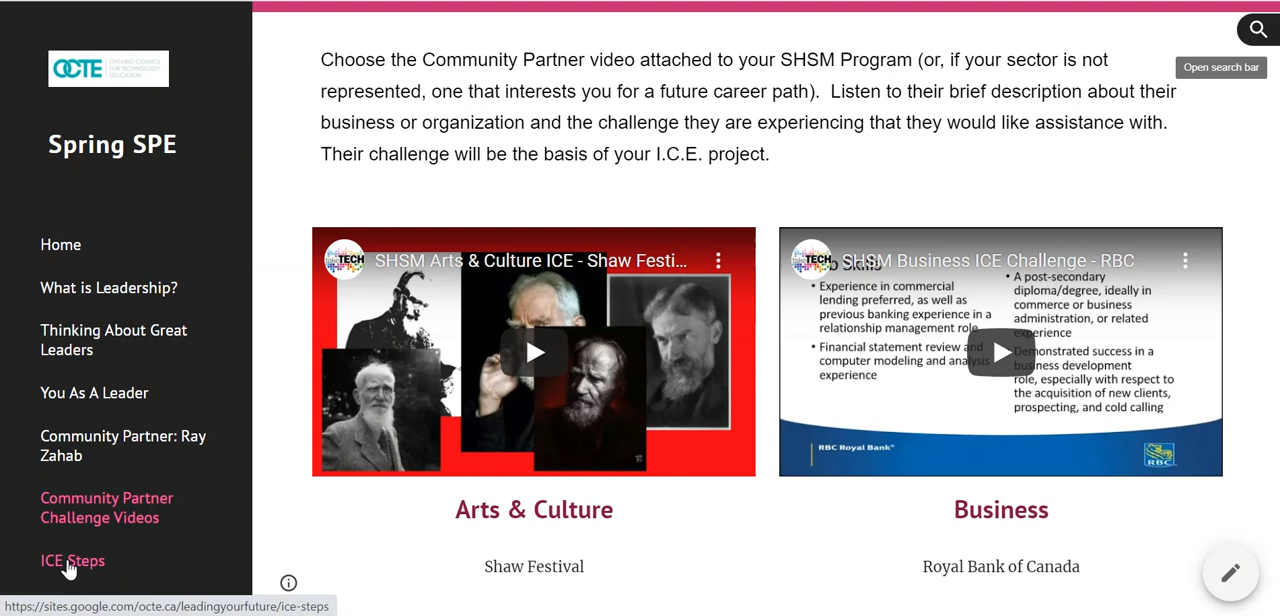 OCTE ONTARIO COUNCIL
FOR TECHNOLOGY
EDUCATION
Spring SPE
Home
What is Leadership?
Thinking About Great
Leaders
You As A Leader
Community Partner: Ray
Zahab
Community Partner
Challenge Videos
ICE Steps
https://sites.google.com/octe.ca/leadingyourfuture/ice-steps
Open search bar
Choose the Community Partner video attached to your SHSM Program (or, if your sector is not
represented, one that interests you for a future career path). Listen to their brief description about their
business or organization and the challenge they are experiencing that they would like assistance with.
Their challenge will be the basis of your I.C.E. project.
TECH
SHSM Arts & Culture ICE - Shaw Festi...
Arts & Culture
Shaw Festival
TECH
SHSM Business ICE Challenge - RBC
Skills
• Experience in commercial
lending preferred, as well as
previous banking experience in a
relationship management role
• Financial statement review and
computer modeling and analysis
experience
• A post-secondary
diploma/degree, ideally in
commerce or business
administration, or related
experience
Demonstrated success in a
business development
role, especially with respect to
the acquisition of new clients,
prospecting, and cold calling
RBC Royal Bank™
RBC
Business
Royal Bank of Canada